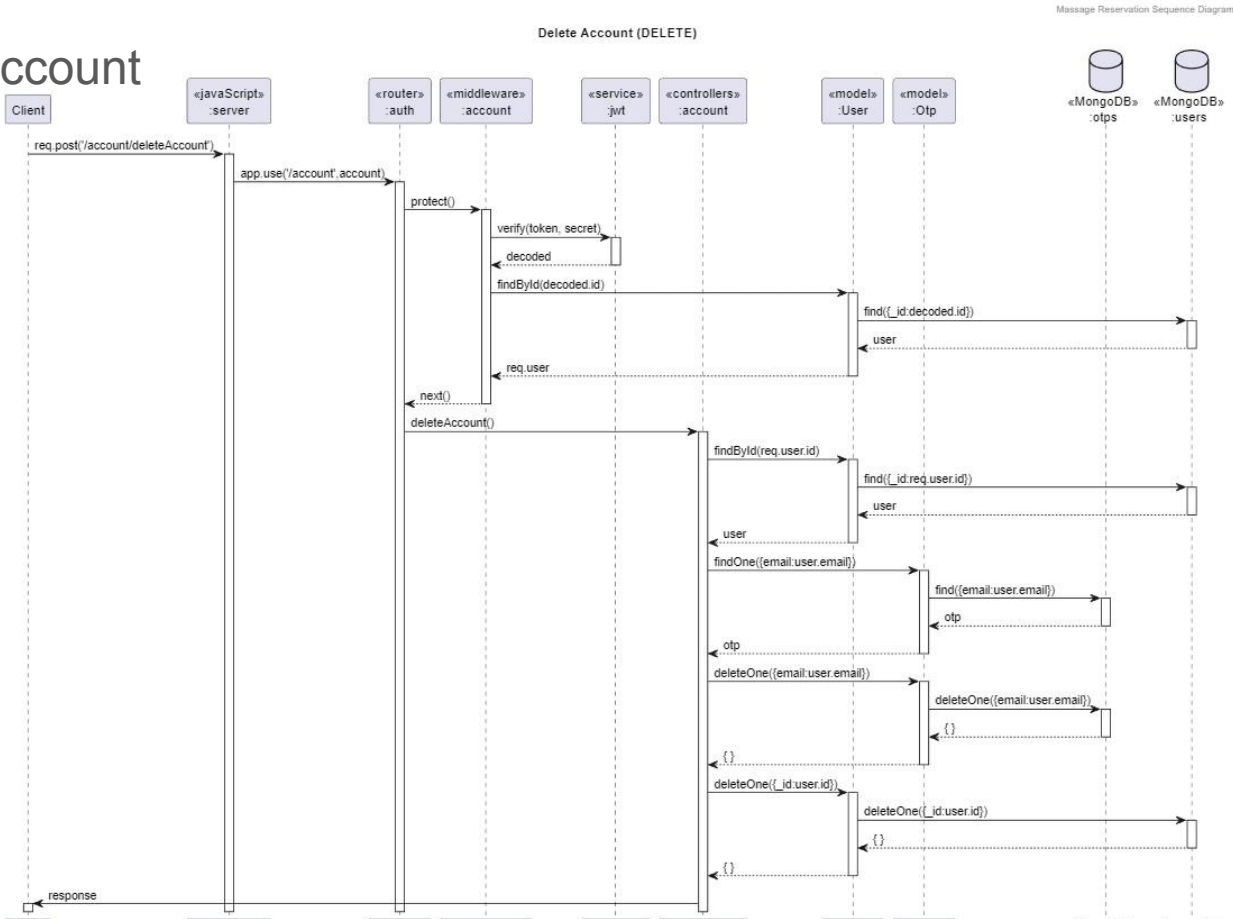 Massage Reservation Sequence Diagram
Delete Account (DELETE)
ccount
Client
«javaScript»
:server
«router»
:auth
«middleware»
:account
«service»
:jwt
«controllers»
:account
«model»
:User
«model»
:Otp
«MongoDB»
:otps
«MongoDB»
:users
req.post('/account/deleteAccount')
app.use('/account',account)
protect()
verify(token, secret)
decoded
findById(decoded.id)
find({_id:decoded.id})
user
req.user
next()
deleteAccount()
findById(req.user.id)
find({_id:req.user.id})
user
user
findOne({email:user.email})
find({email:user.email})
otp
otp
deleteOne({email:user.email})
deleteOne({email:user.email})
{ }
{ }
deleteOne({_id:user.id})
deleteOne({_id:user.id})
{ }
{ }
response